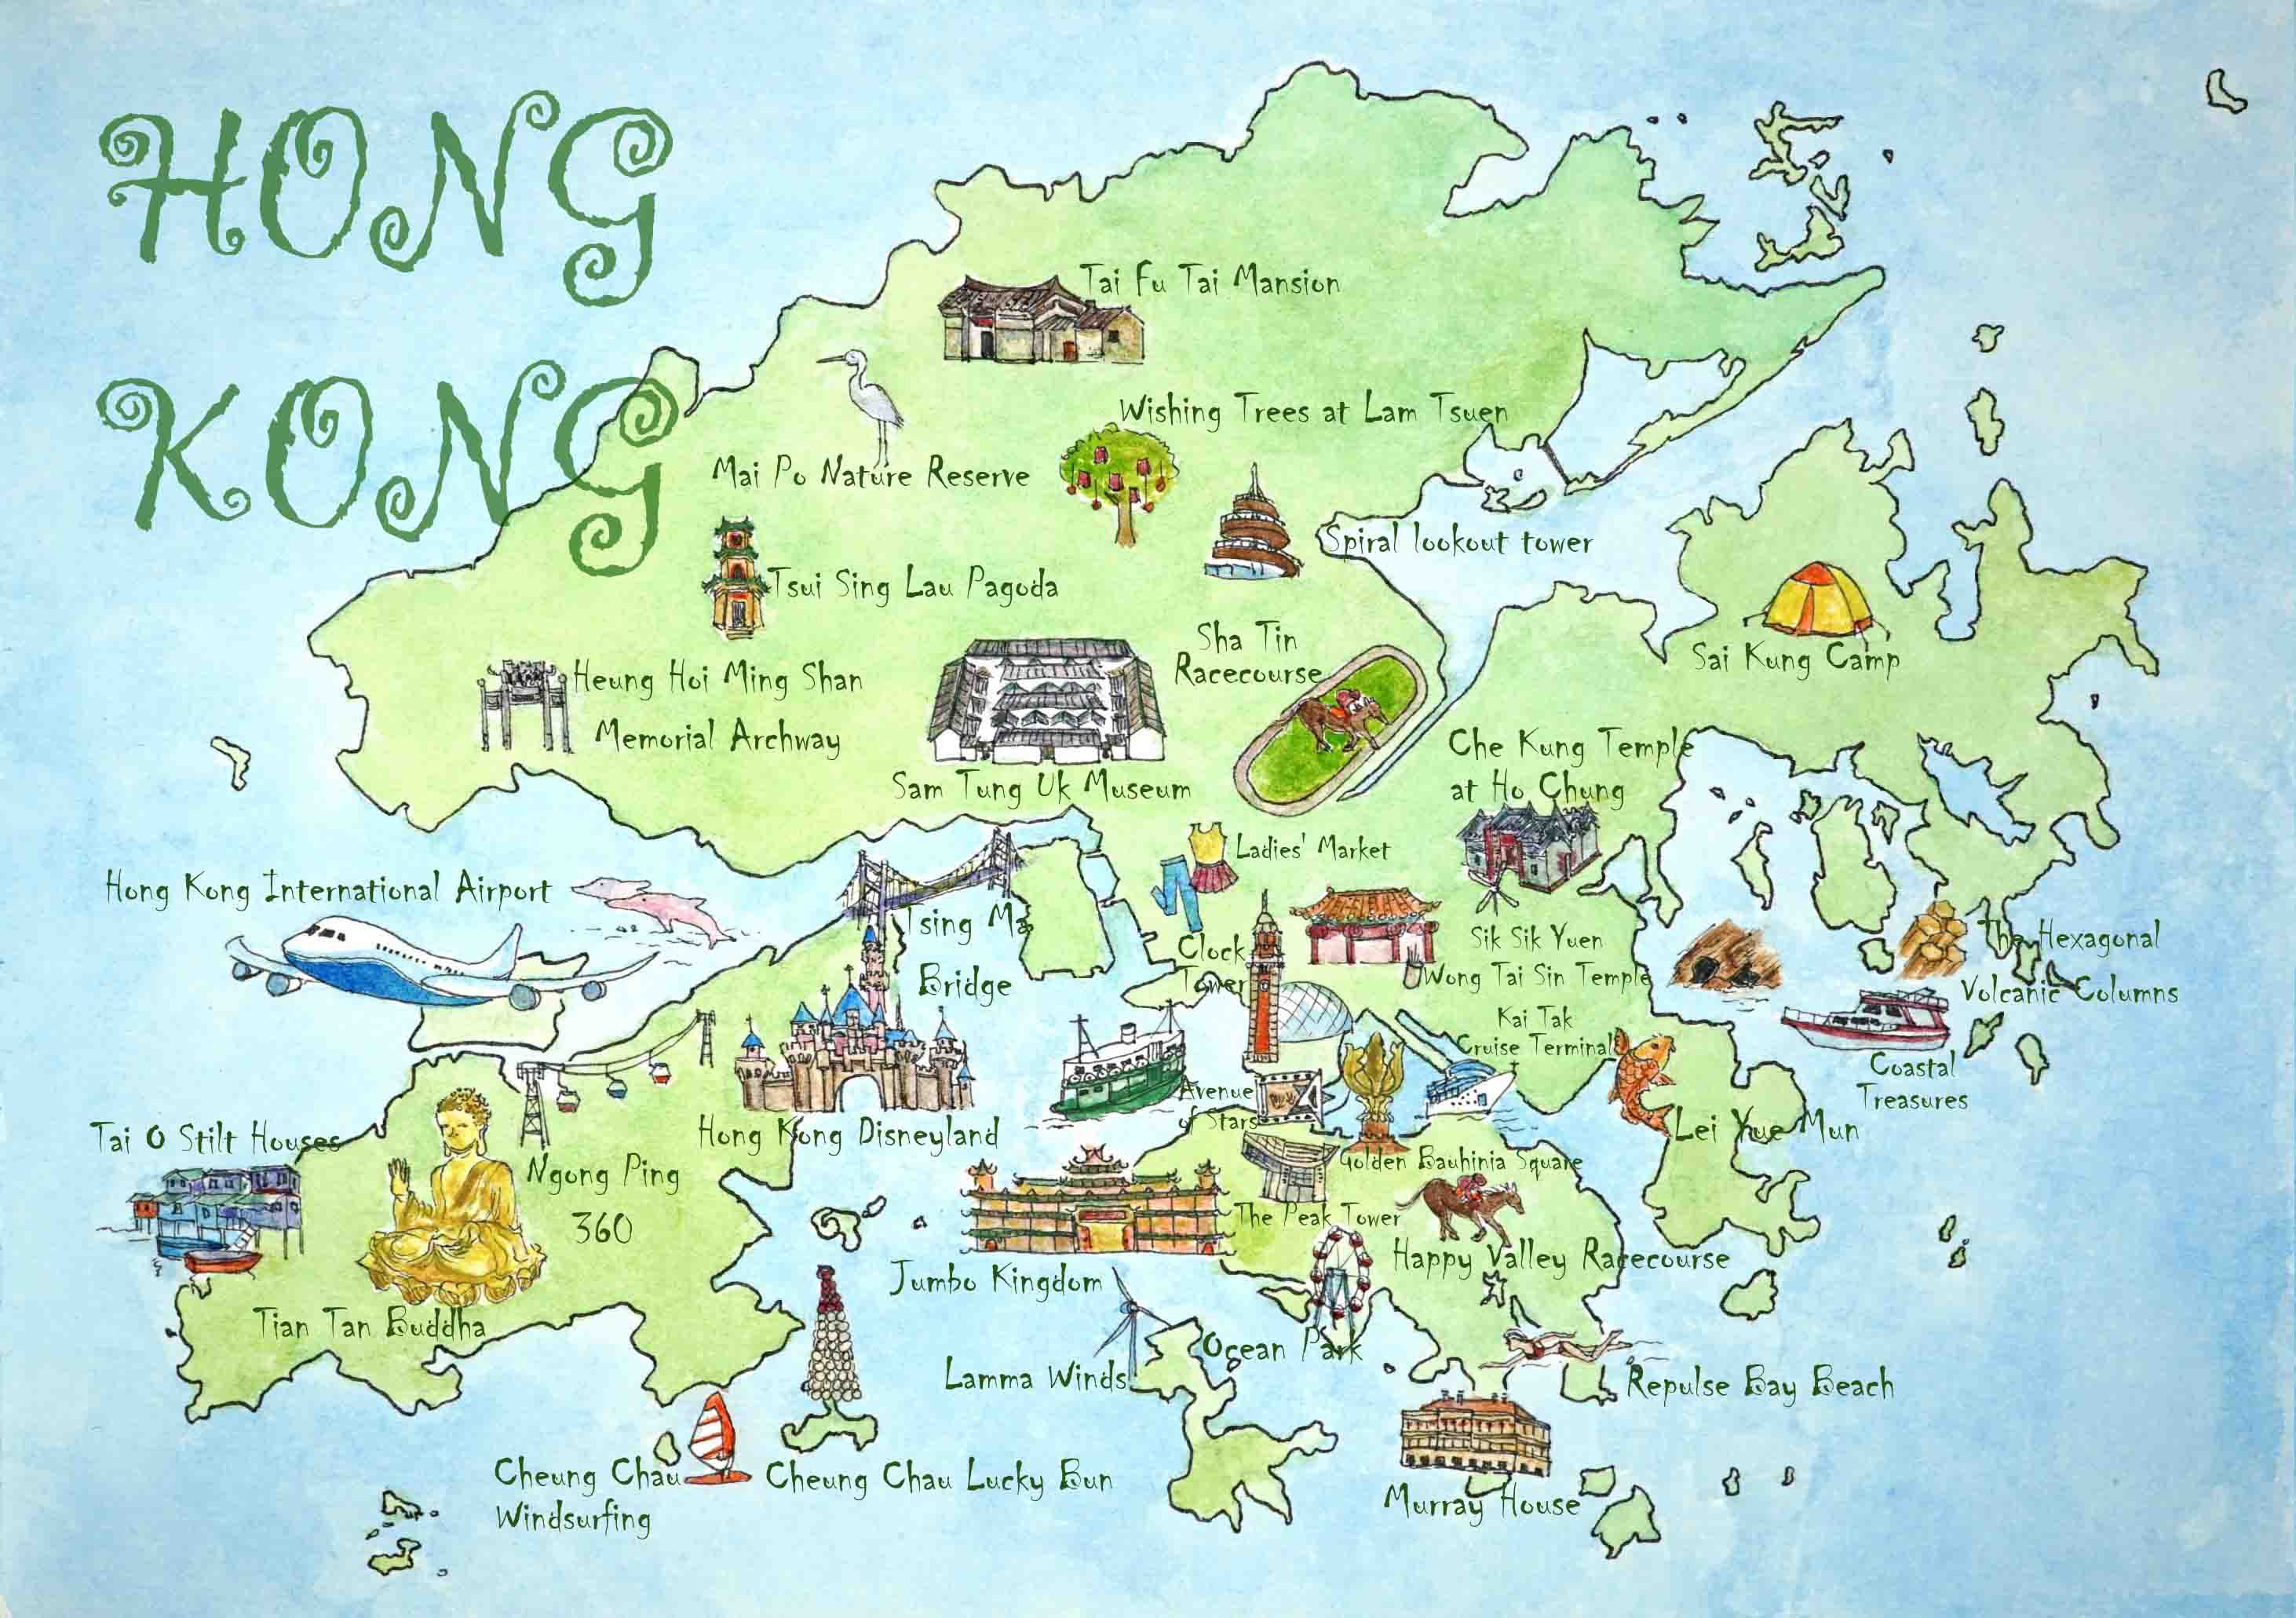 HONG
KONG
Tai Fu Tai Mansion
Wishing Trees at Lam Tsuen
Mai Po Nature Reserve
Spiral lookout tower
Tsui Sing Lau Pagoda
Sha Tin
Racecourse
Sai Kung Camp
Heung Hoi Ming Shan
Memorial Archway
Sam Tung Uk Museum
Che Kung Temple
at Ho Chung
Ladies' Market
Hong Kong International Airport
Tsing Ma
Bridge
Clock
Tower
Sik Sik Yuen
Wong Tai Sin Temple
The Hexagonal
Volcanic Columns
Kai Tak
Cruise Terminal
Coastal
Treasures
Avenue
of Stars
Tai O Stilt Houses
Hong Kong Disneyland
Lei Yue Mun
Ngong Ping
360
Golden Bauhinia Square
The Peak Tower
Happy Valley Racecourse
Jumbo Kingdom
Tian Tan Buddha
Ocean Park
Lamma Winds
Repulse Bay Beach
Cheung Chau
Windsurfing
Cheung Chau Lucky Bun
Murray House